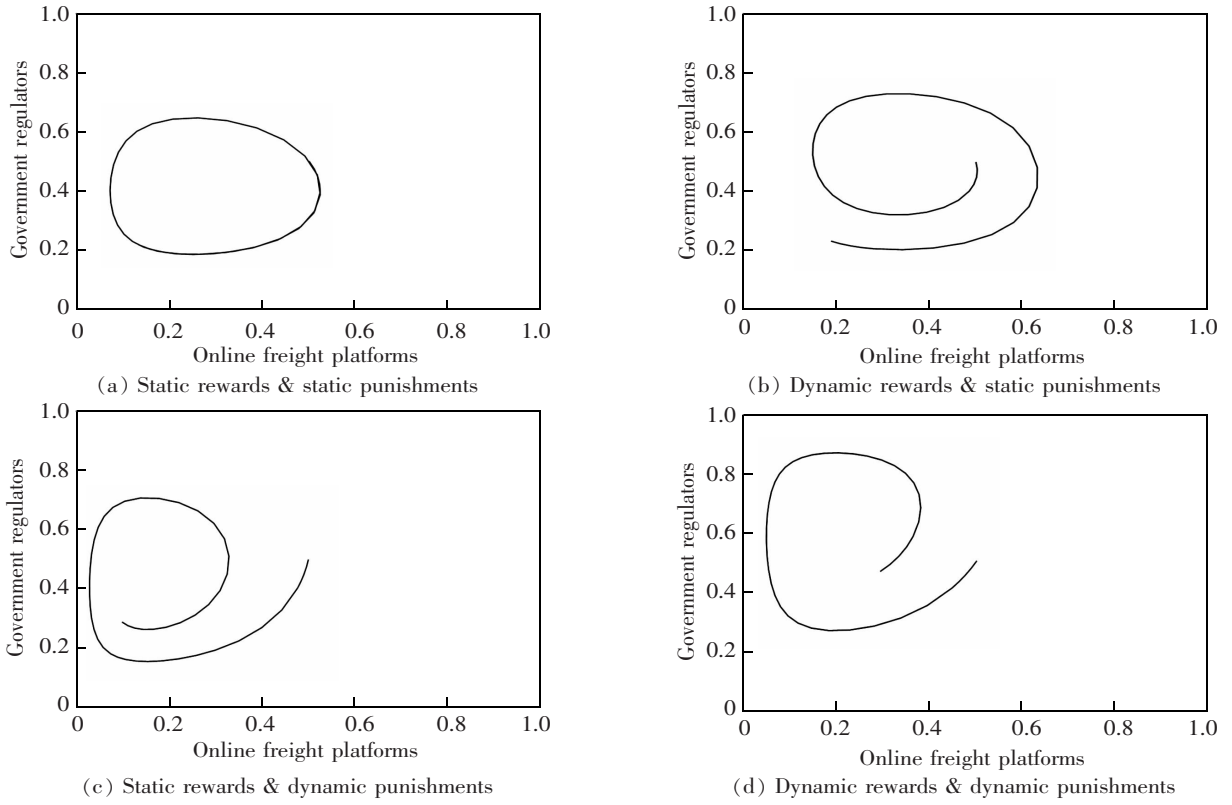 1.0
0.8
0.6
0.4
0.2
0
Government regulators
0 0.2 0.4 0.6 0.8 1.0
Online freight platforms
(a) Static rewards & static punishments
1.0
0.8
0.6
0.4
0.2
0
Government regulators
0 0.2 0.4 0.6 0.8 1.0
Online freight platforms
(b) Dynamic rewards & static punishments
1.0
0.8
0.6
0.4
0.2
0
Government regulators
0 0.2 0.4 0.6 0.8 1.0
Online freight platforms
(c) Static rewards & dynamic punishments
1.0
0.8
0.6
0.4
0.2
0
Government regulators
0 0.2 0.4 0.6 0.8 1.0
Online freight platforms
(d) Dynamic rewards & dynamic punishments